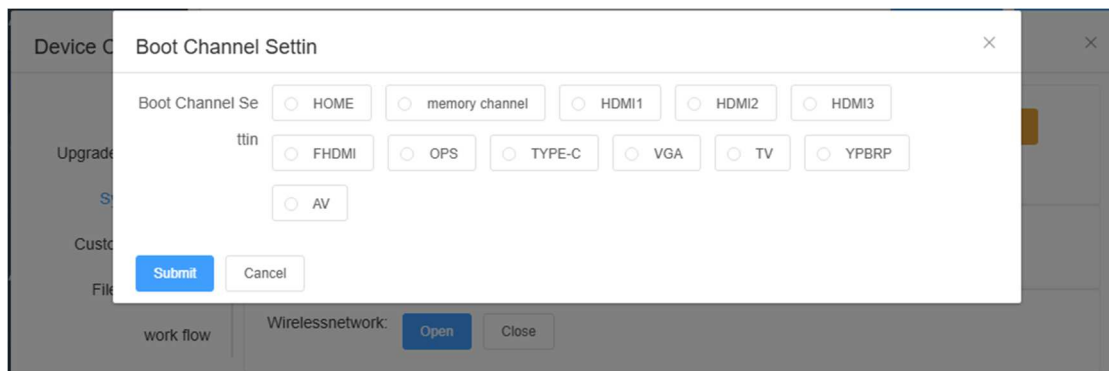 Device C
Boot Channel Settin
Boot Channel Se
ttin
HOME memory channel HDMI1 HDMI2 HDMI3
FHDMI OPS TYPE-C VGA TV YPBRP
AV
Upgrade
Sy
Custo
File
Submit Cancel
work flow
Wirelessnetwork: Open Close